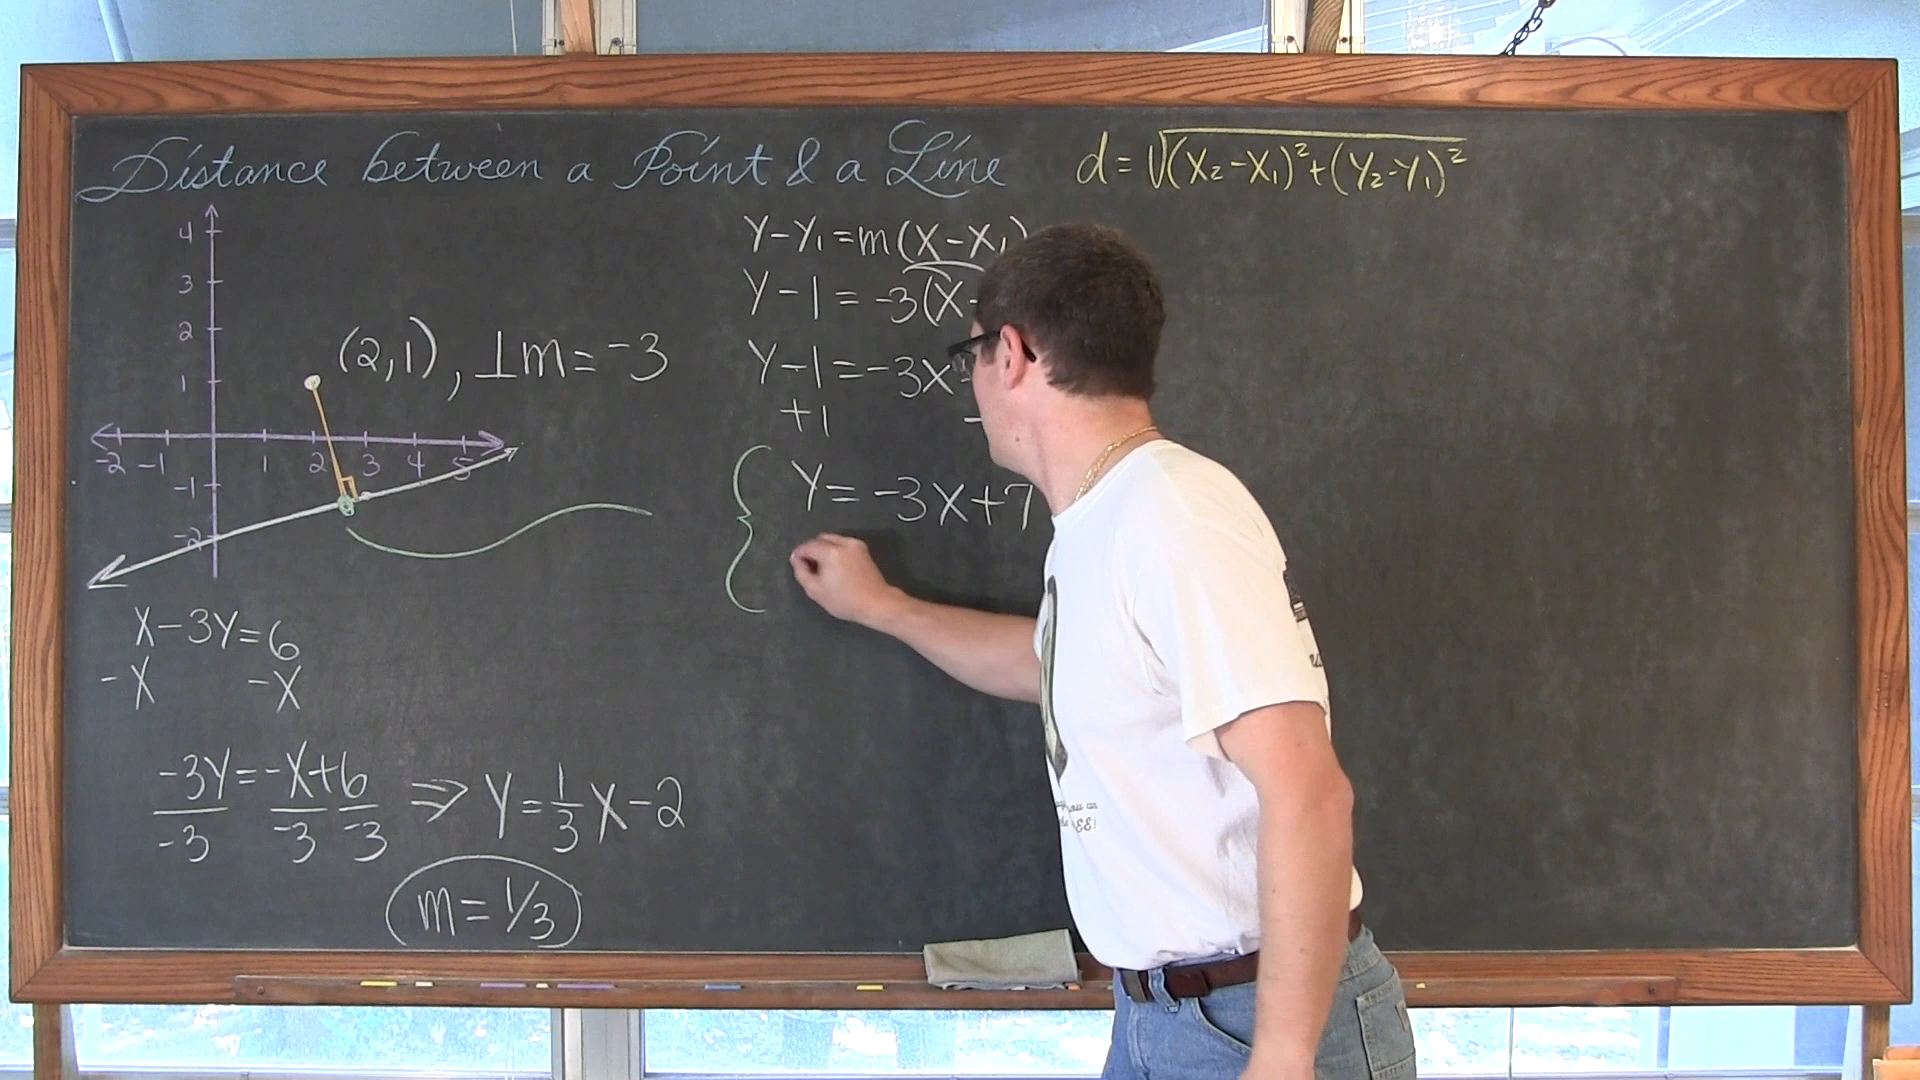 Distance between a Point & a Line
d = √(X₂-X₁)²+(Y₂-Y₁)²
4
3
2
1
-2 -1 1 2 3 4 5
-1
-2
(2,1), ⊥m = -3
X-3Y=6
-X -X
-3Y=-X+6 ⇒ Y=1/3X-2
-3 -3 -3
m=1/3
Y-Y₁=m(X-X₁)
Y-1=-3(X-
Y-1=-3X
+1
Y=-3X+7